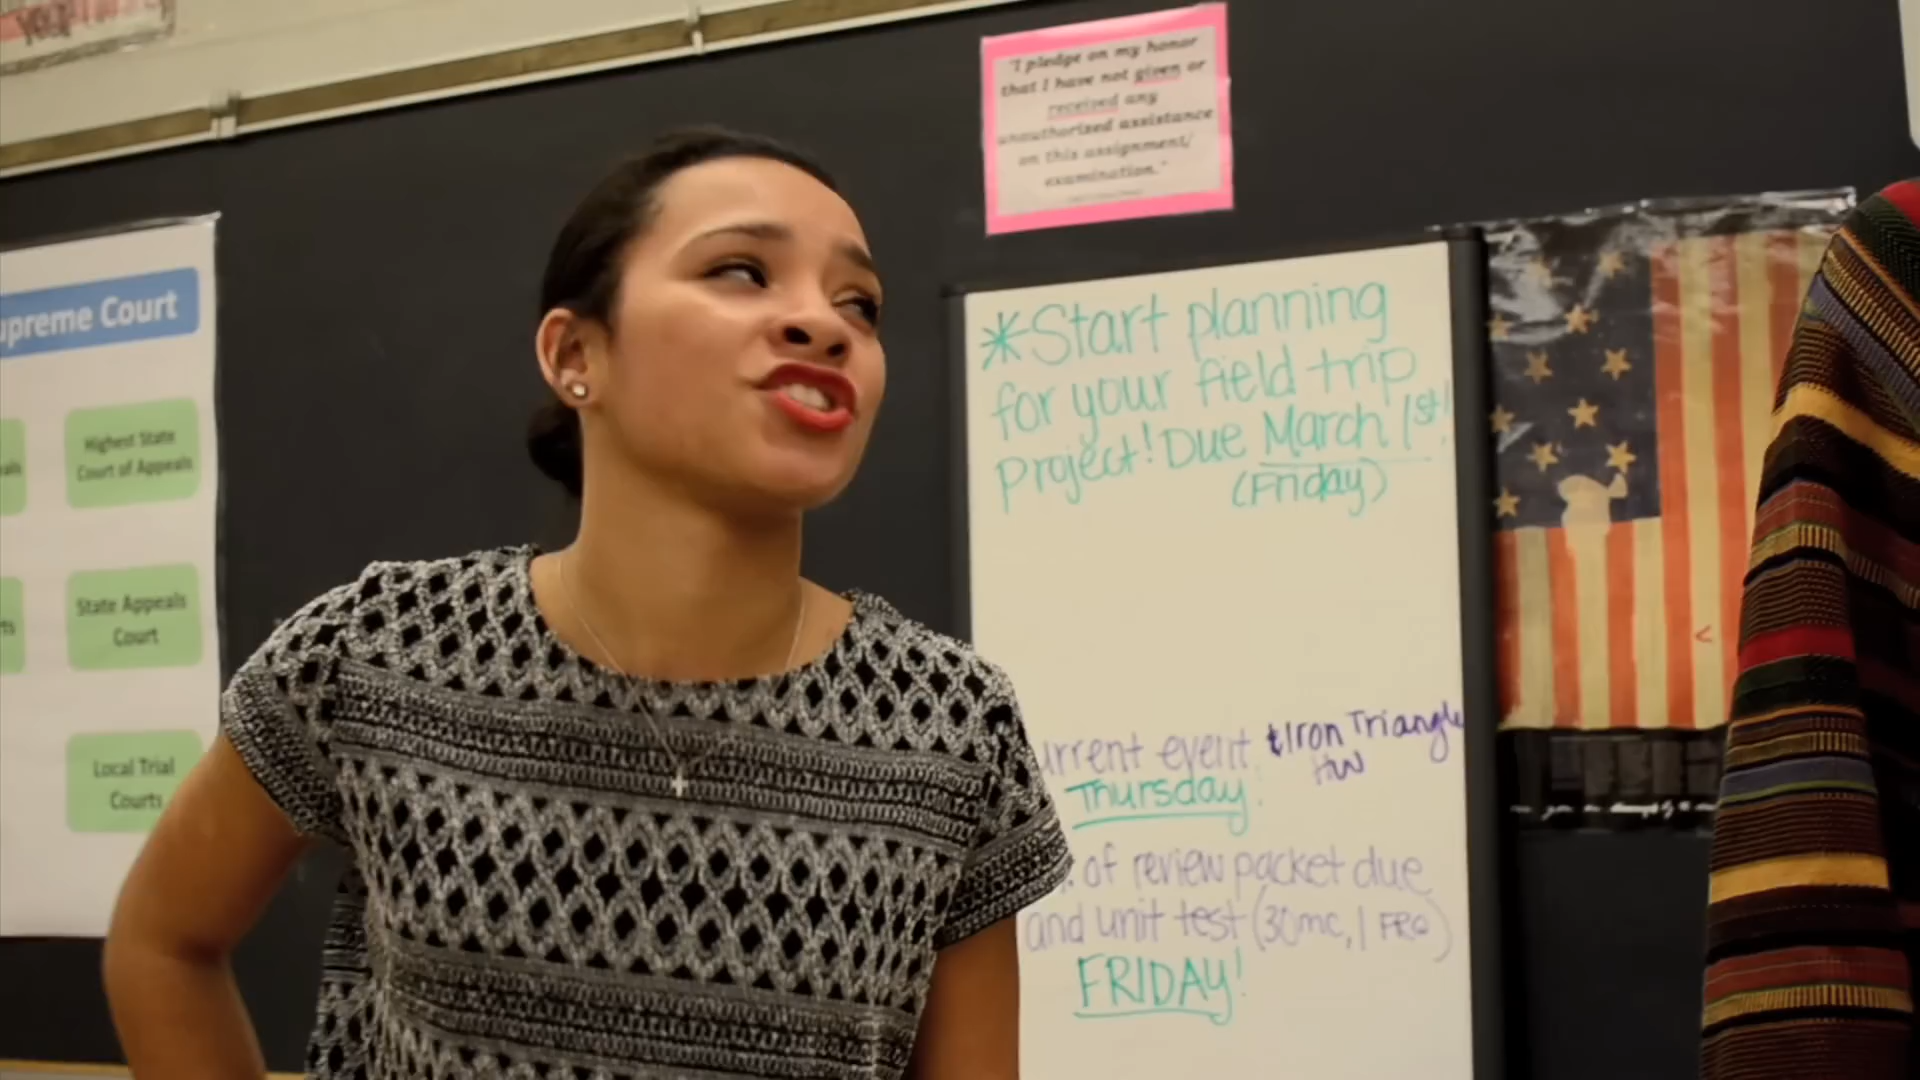 "I pledge on my honor
that I have not given or
received any
unauthorized assistance
on this assignment/
examination."
upreme Court
Highest State
Court of Appeals
State Appeals
Court
Local Trial
Courts
*Start planning
for your field trip
project! Due March 1st!
(Friday)
urrent event & Iron Triangle
HW
Thursday!
of review packet due
and unit test (30mc, 1 FRQ)
FRIDAY!